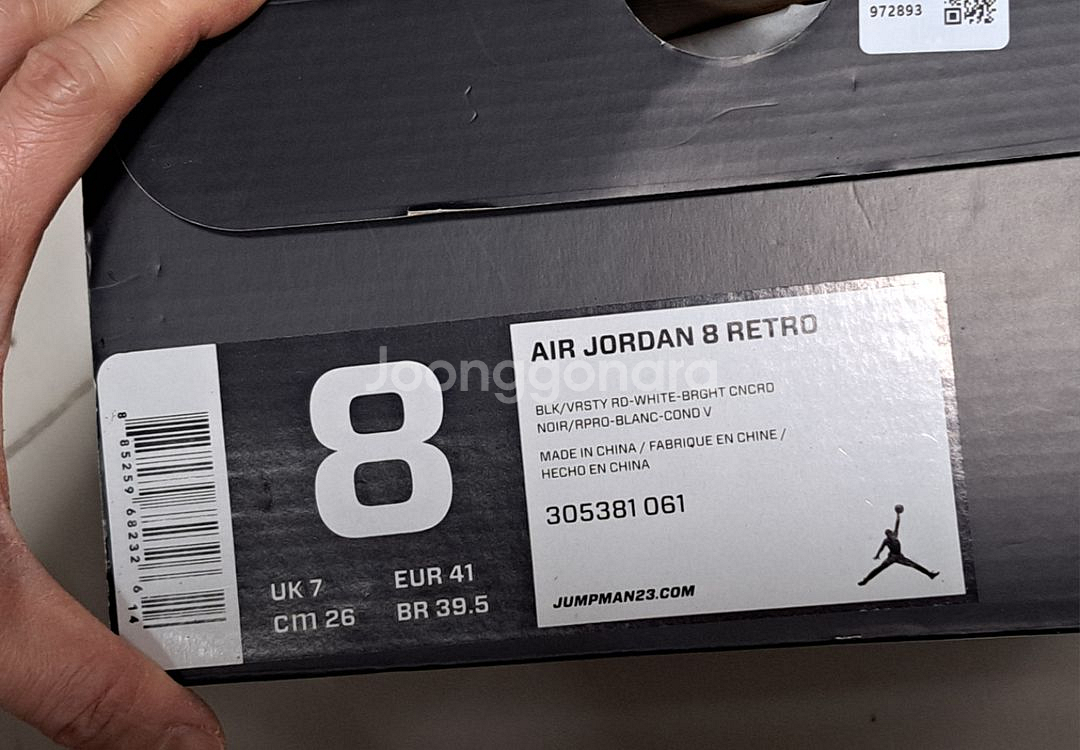 972893
Joonggonara
8 85259 68232 6 14
8
UK 7 EUR 41
cm 26 BR 39.5
AIR JORDAN 8 RETRO
BLK/VRSTY RD-WHITE-BRGHT CNCRD
NOIR/RPRO-BLANC-COND V
MADE IN CHINA / FABRIQUE EN CHINE /
HECHO EN CHINA
305381 061
JUMPMAN23.COM